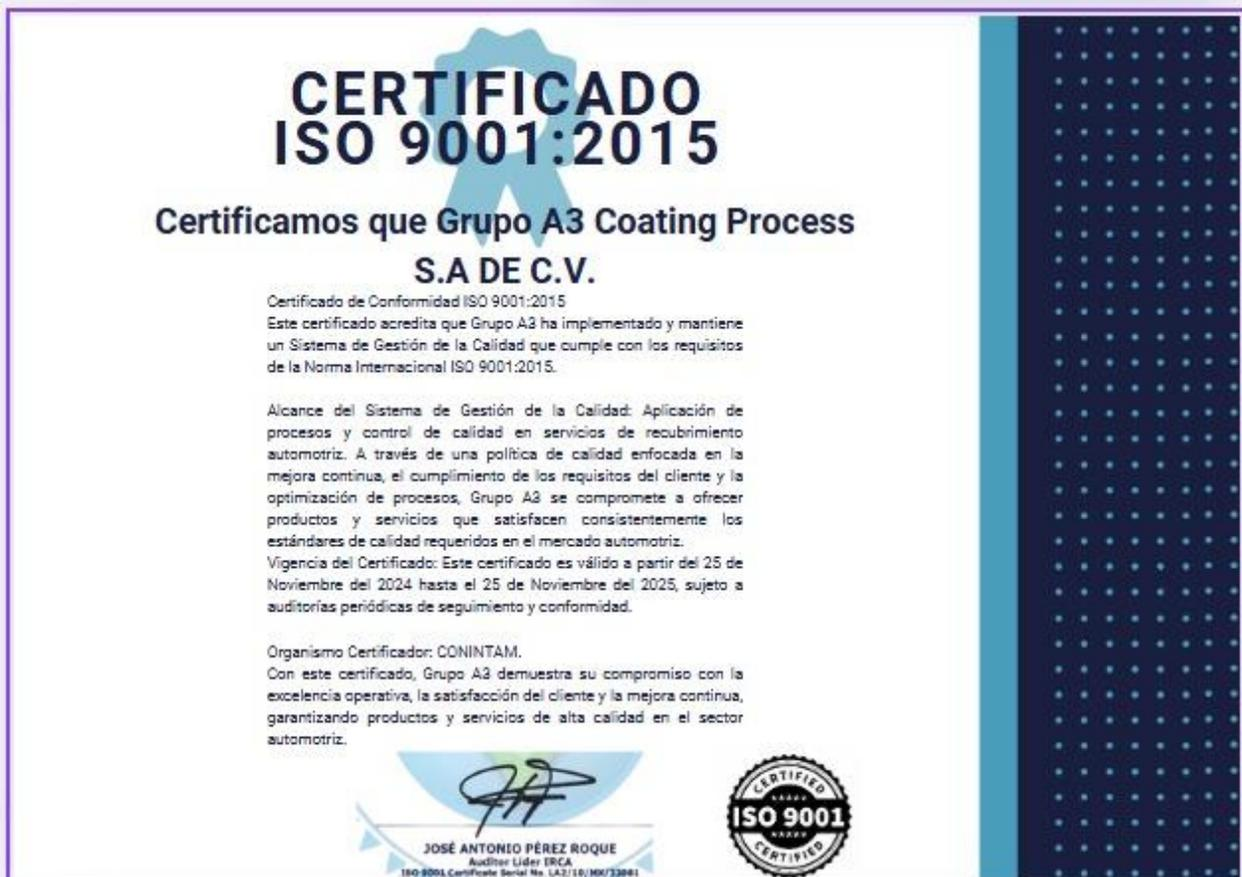 CERTIFICADO
ISO 9001:2015
Certificamos que Grupo A3 Coating Process
S.A DE C.V.
Certificado de Conformidad ISO 9001:2015
Este certificado acredita que Grupo A3 ha implementado y mantiene
un Sistema de Gestión de la Calidad que cumple con los requisitos
de la Norma Internacional ISO 9001:2015.
Alcance del Sistema de Gestión de la Calidad: Aplicación de
procesos y control de calidad en servicios de recubrimiento
automotriz. A través de una política de calidad enfocada en la
mejora continua, el cumplimiento de los requisitos del cliente y la
optimización de procesos, Grupo A3 se compromete a ofrecer
productos y servicios que satisfacen consistentemente los
estándares de calidad requeridos en el mercado automotriz.
Vigencia del Certificado: Este certificado es válido a partir del 25 de
Noviembre del 2024 hasta el 25 de Noviembre del 2025, sujeto a
auditorías periódicas de seguimiento y conformidad.
Organismo Certificador: CONINTAM.
Con este certificado, Grupo A3 demuestra su compromiso con la
excelencia operativa, la satisfacción del cliente y la mejora continua,
garantizando productos y servicios de alta calidad en el sector
automotriz.
JOSÉ ANTONIO PÉREZ ROQUE
Auditor Lider IRCA
ISO 9001 Certificate Serial No.
CERTIFIED
ISO 9001
CERTIFIED